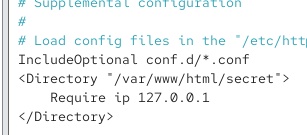 # Supplemental configuration
#
# Load config files in the "/etc/htt
IncludeOptional conf.d/*.conf
<Directory "/var/www/html/secret">
    Require ip 127.0.0.1
</Directory>